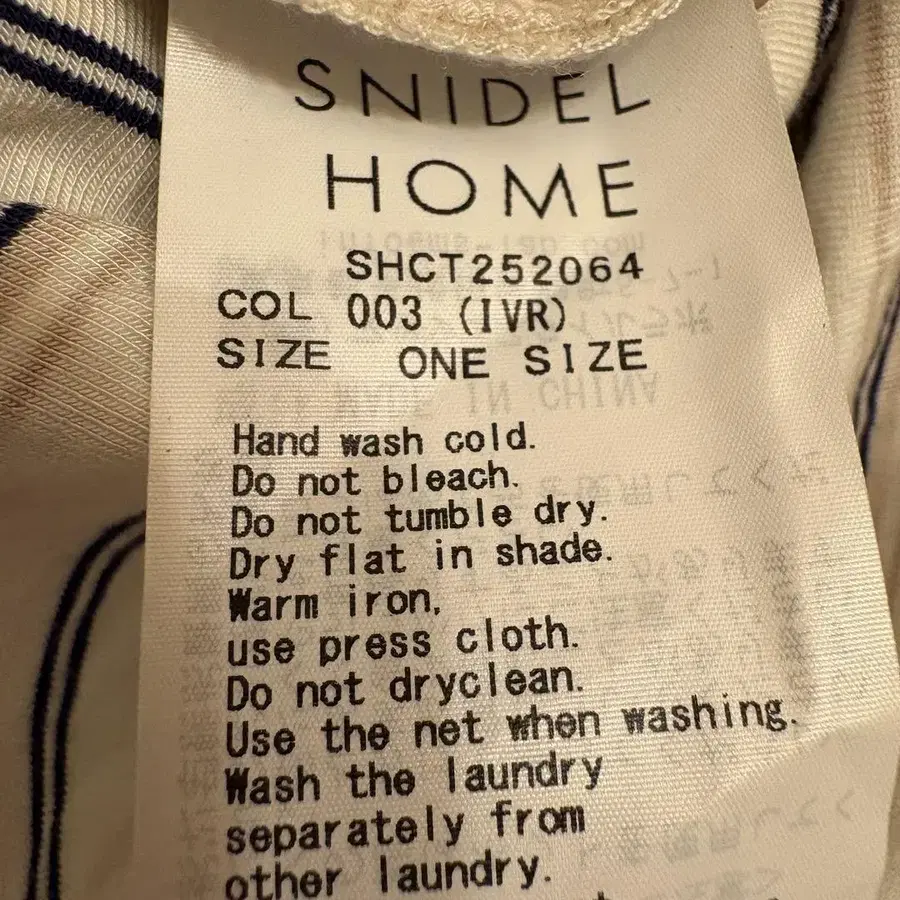 SNIDEL
HOME
SHCT252064
COL 003 (IVR)
SIZE ONE SIZE
Hand wash cold.
Do not bleach.
Do not tumble dry.
Dry flat in shade.
Warm iron,
use press cloth.
Do not dryclean.
Use the net when washing.
Wash the laundry
separately from
other laundry.